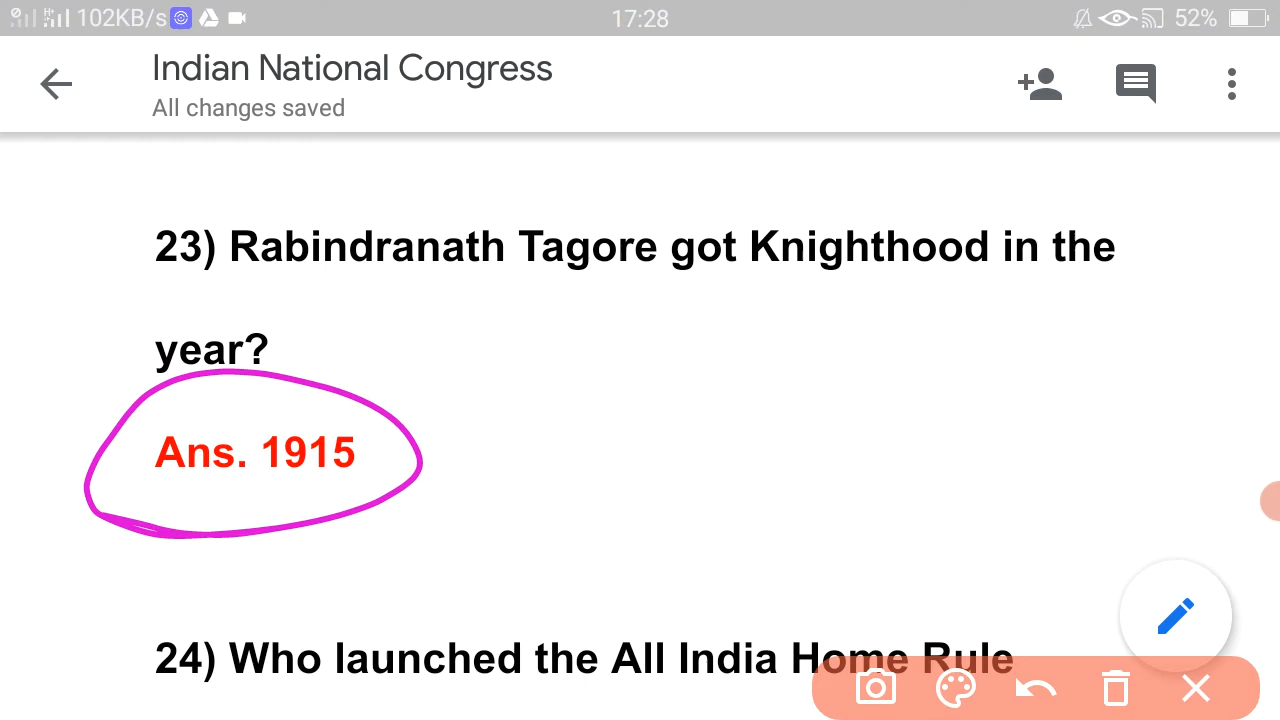 102KB/s 17:28 52%
Indian National Congress
All changes saved
23) Rabindranath Tagore got Knighthood in the
year?
Ans. 1915
24) Who launched the All India Home Rule